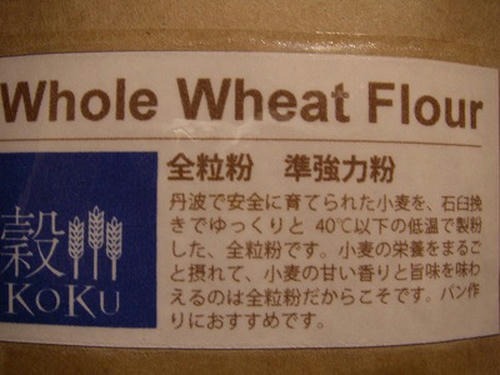 Whole Wheat Flour
全粒粉 準強力粉
丹波で安全に育てられた小麦を、石臼挽
きでゆっくりと 40℃以下の低温で製粉
した、全粒粉です。小麦の栄養をまるご
と摂れて、小麦の甘い香りと旨味を味わ
えるのは全粒粉だからこそです。パン作
りにおすすめです。
穀
KOKU